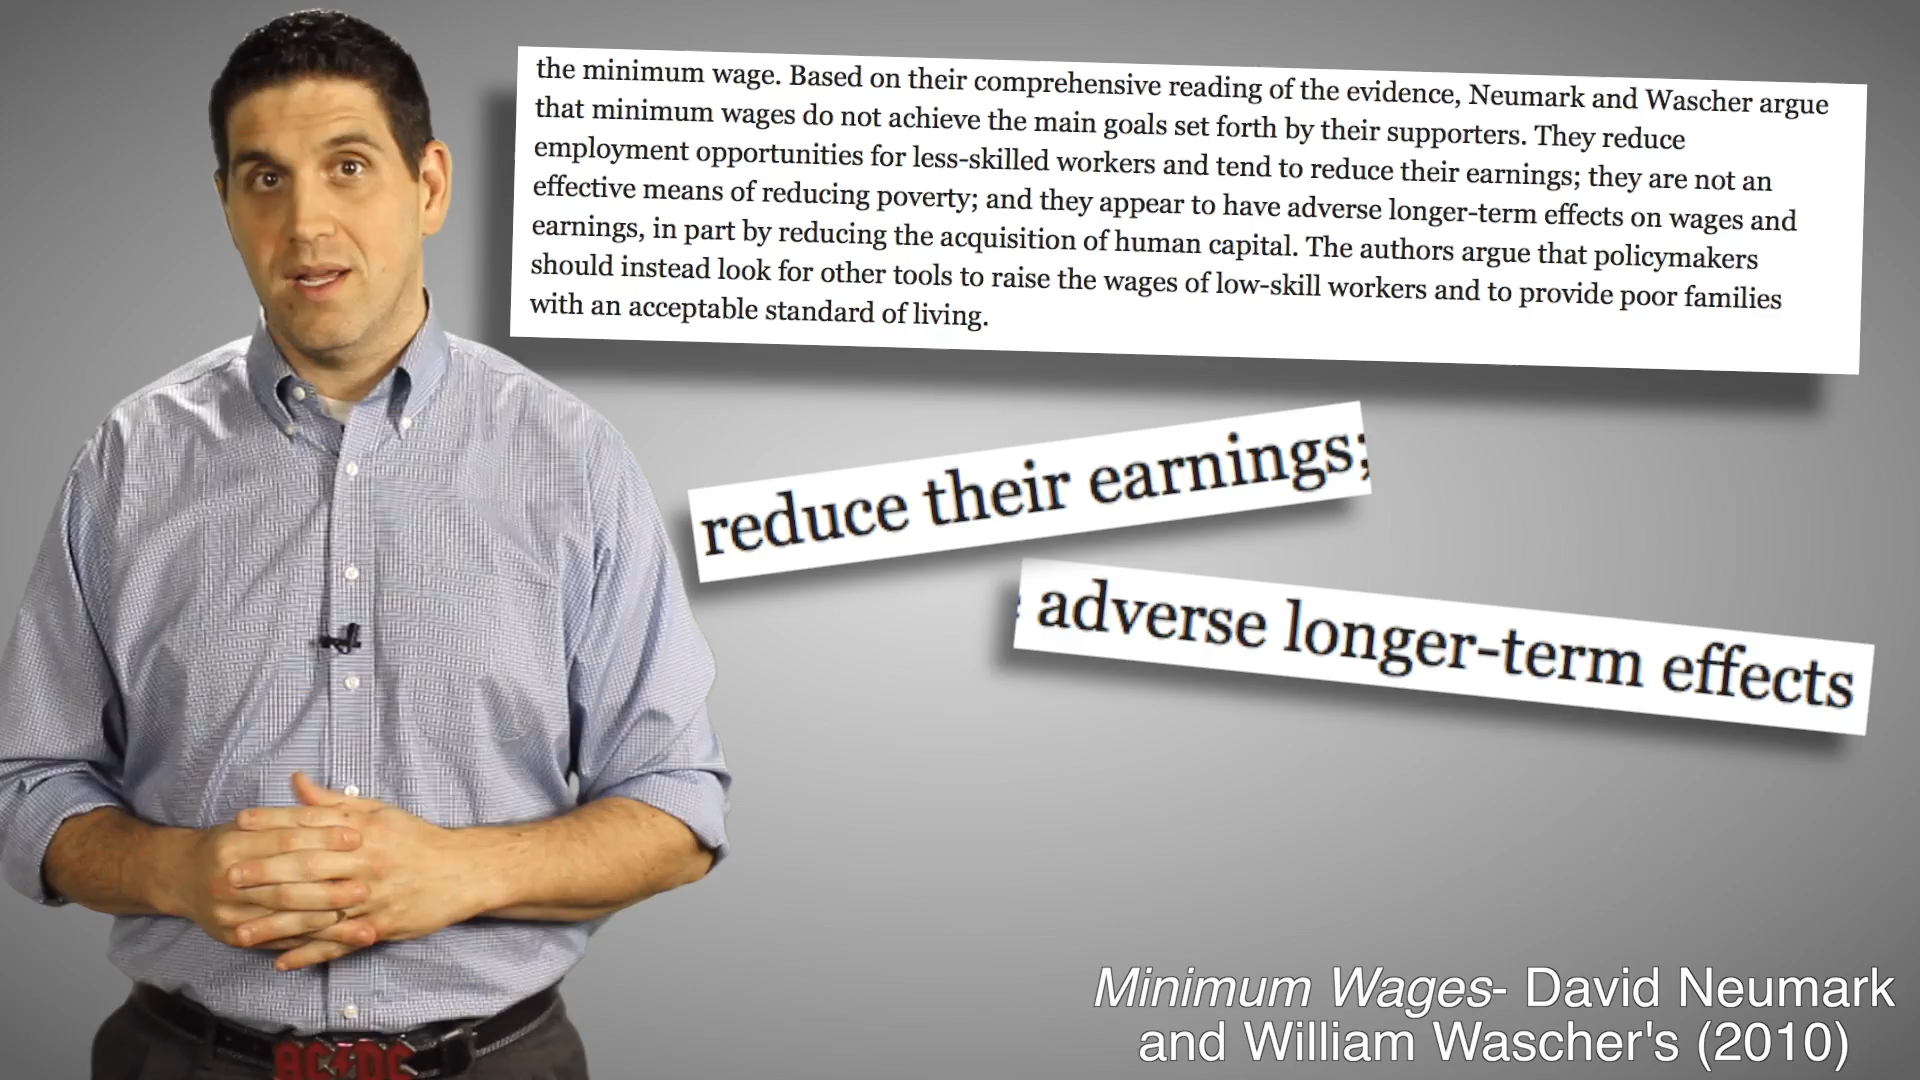 the minimum wage. Based on their comprehensive reading of the evidence, Neumark and Wascher argue
that minimum wages do not achieve the main goals set forth by their supporters. They reduce
employment opportunities for less-skilled workers and tend to reduce their earnings; they are not an
effective means of reducing poverty; and they appear to have adverse longer-term effects on wages and
earnings, in part by reducing the acquisition of human capital. The authors argue that policymakers
should instead look for other tools to raise the wages of low-skill workers and to provide poor families
with an acceptable standard of living.
reduce their earnings;
adverse longer-term effects
Minimum Wages- David Neumark
and William Wascher's (2010)
AC DC